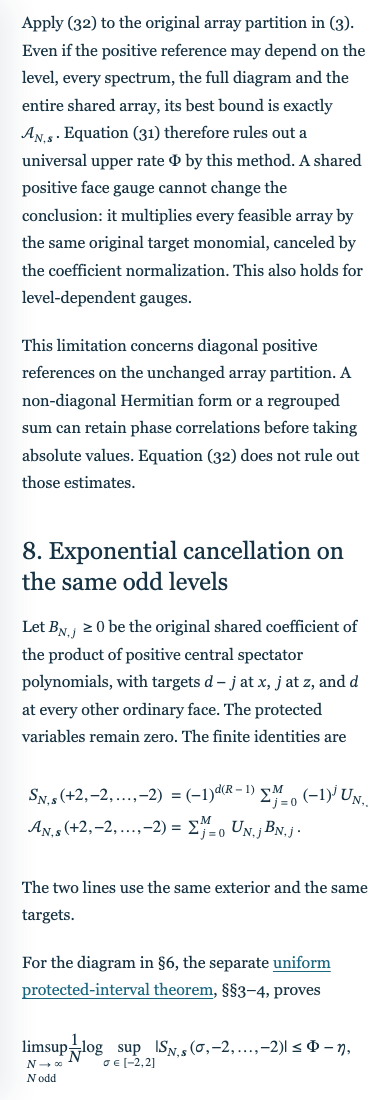 Apply (32) to the original array partition in (3).
Even if the positive reference may depend on the
level, every spectrum, the full diagram and the
entire shared array, its best bound is exactly
𝒜_{N,s}. Equation (31) therefore rules out a
universal upper rate Φ by this method. A shared
positive face gauge cannot change the
conclusion: it multiplies every feasible array by
the same original target monomial, canceled by
the coefficient normalization. This also holds for
level-dependent gauges.
This limitation concerns diagonal positive
references on the unchanged array partition. A
non-diagonal Hermitian form or a regrouped
sum can retain phase correlations before taking
absolute values. Equation (32) does not rule out
those estimates.
8. Exponential cancellation on
the same odd levels
Let B_{N,j} ≥ 0 be the original shared coefficient of
the product of positive central spectator
polynomials, with targets d − j at x, j at z, and d
at every other ordinary face. The protected
variables remain zero. The finite identities are
S_{N,s}(+2,−2,…,−2) = (−1)^{d(R−1)} Σ_{j=0}^{M} (−1)^j U_{N,
𝒜_{N,s}(+2,−2,…,−2) = Σ_{j=0}^{M} U_{N,j} B_{N,j}.
The two lines use the same exterior and the same
targets.
For the diagram in §6, the separate uniform
protected-interval theorem, §§3–4, proves
limsup_{N→∞, N odd} 1/N log sup_{σ∈[−2,2]} |S_{N,s}(σ,−2,…,−2)| ≤ Φ − η,